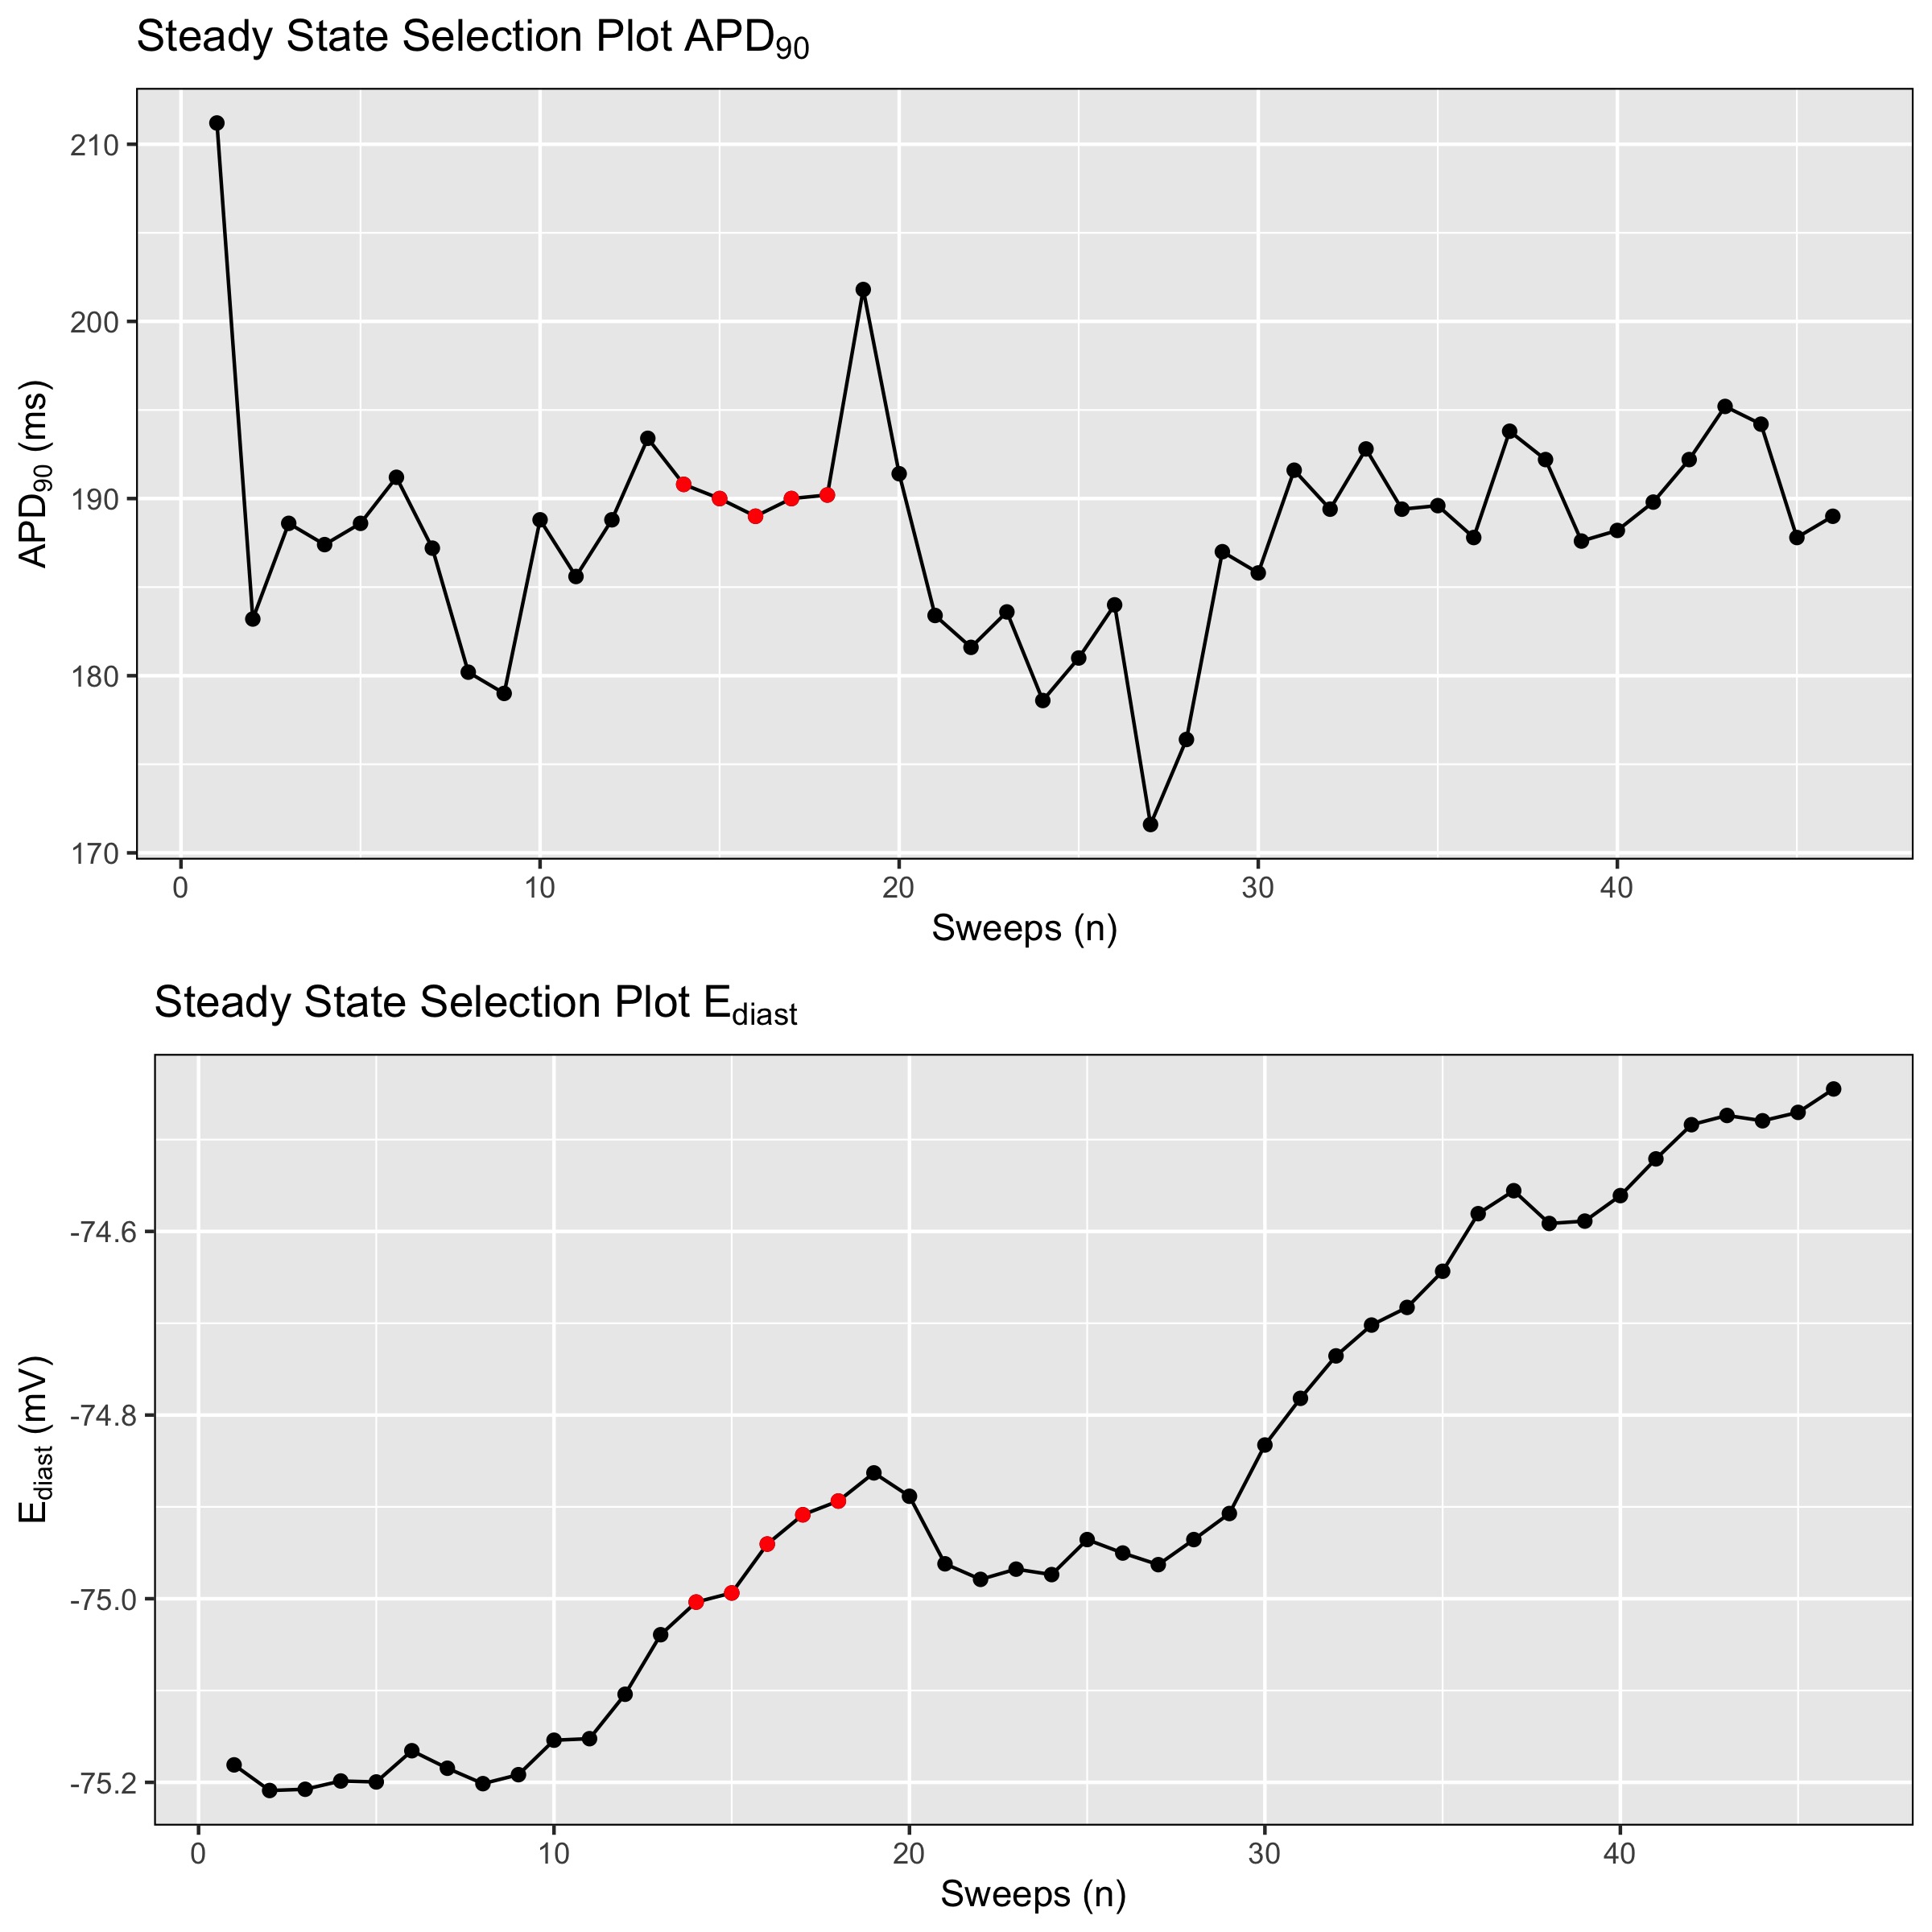 Steady State Selection Plot APD90
210
200
190
180
170
APD90 (ms)
0 10 20 30 40
Sweeps (n)
Steady State Selection Plot Ediast
-74.6
-74.8
-75.0
-75.2
Ediast (mV)
0 10 20 30 40
Sweeps (n)